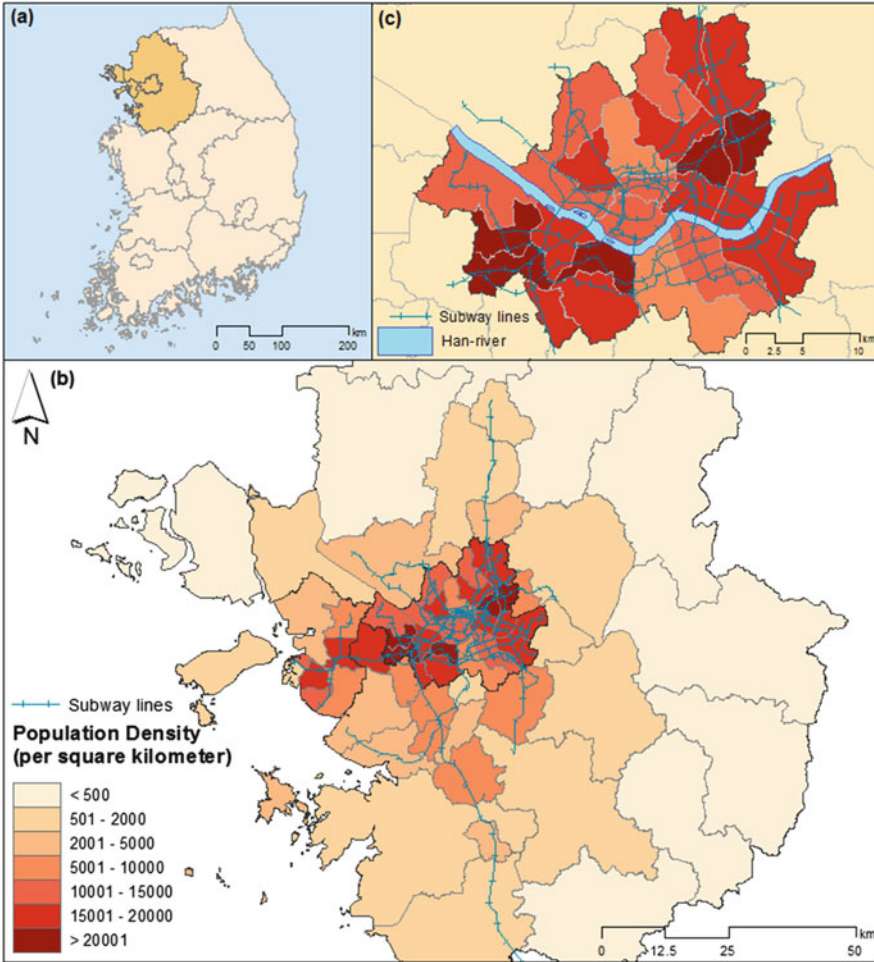 (a)
0 50 100 200
km
(c)
Subway lines
Han-river
0 2.5 5 10
km
(b)
N
Subway lines
Population Density
(per square kilometer)
< 500
501 - 2000
2001 - 5000
5001 - 10000
10001 - 15000
15001 - 20000
> 20001
km
0 12.5 25 50